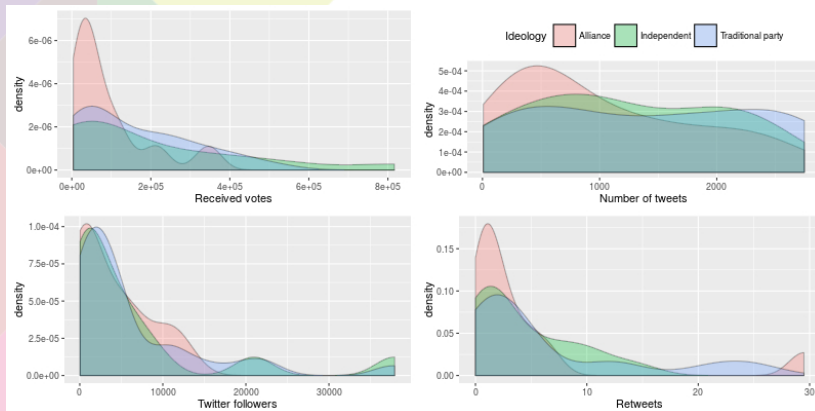 Ideology Alliance Independent Traditional party
density
6e-06
4e-06
2e-06
0e+00
0e+00 2e+05 4e+05 6e+05 8e+05
Received votes
density
5e-04
4e-04
3e-04
2e-04
1e-04
0e+00
0 1000 2000
Number of tweets
density
1.0e-04
7.5e-05
5.0e-05
2.5e-05
0.0e+00
0 10000 20000 30000
Twitter followers
density
0.15
0.10
0.05
0.00
0 10 20 30
Retweets